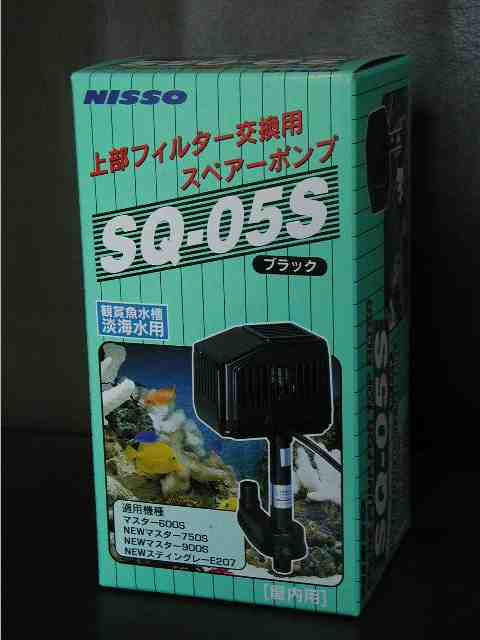 NISSO
上部フィルター交換用
スペアーポンプ
SQ-05S
ブラック
観賞魚水槽
淡海水用
適用機種
マスター600S
NEWマスター750S
NEWマスター900S
NEWスティングレーE207
[屋内用]
SQ-05S